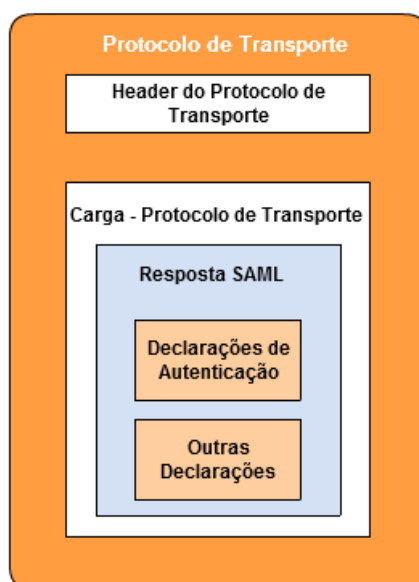 Protocolo de Transporte
Header do Protocolo de
Transporte
Carga - Protocolo de Transporte
Resposta SAML
Declarações de
Autenticação
Outras
Declarações